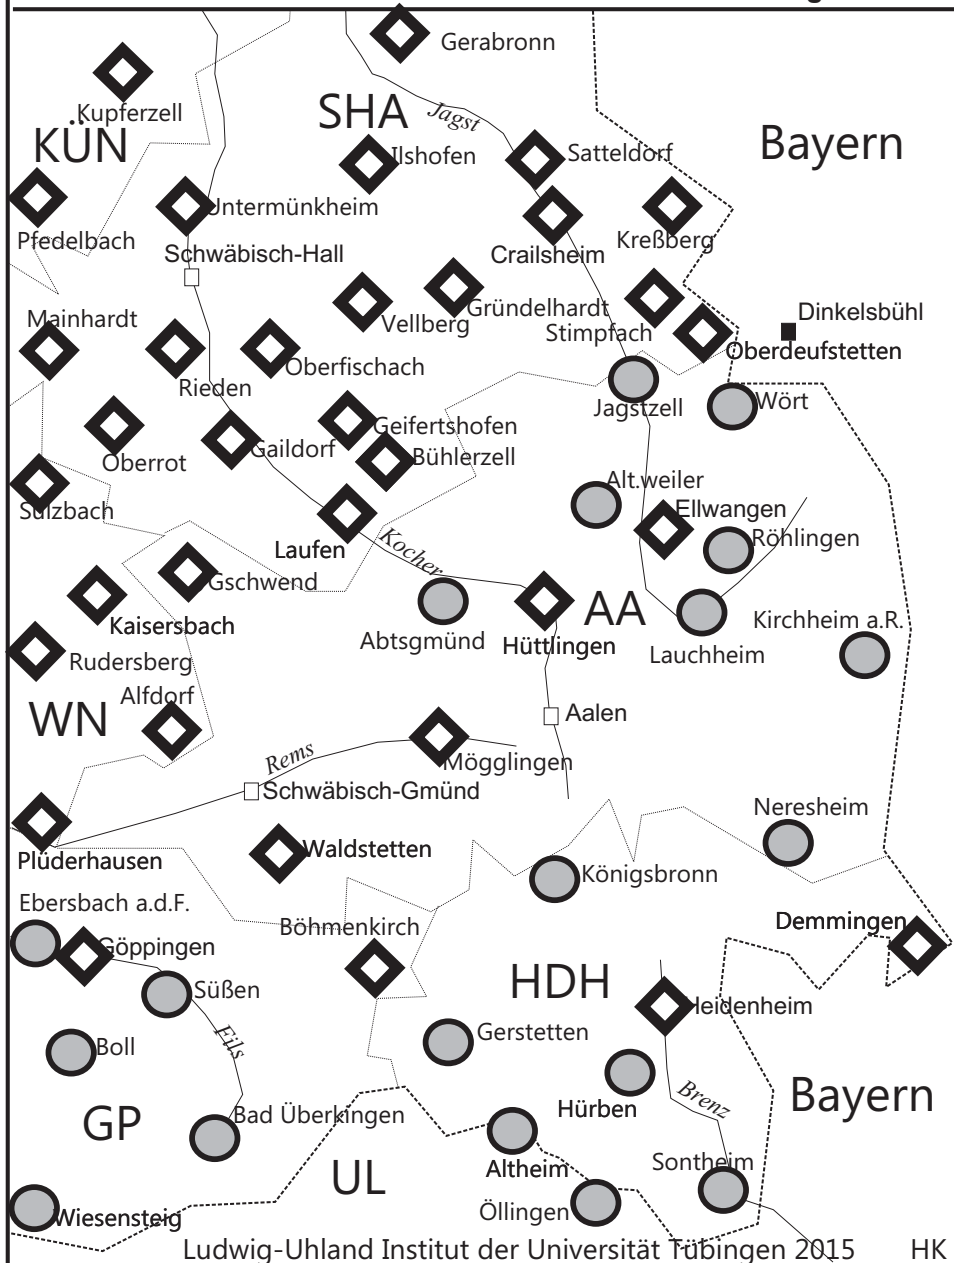 Gerabronn
Kupferzell
KÜN
SHA
Jagst
Bayern
Ilshofen
Satteldorf
Pfedelbach
Untermünkheim
Kreßberg
Schwäbisch-Hall
Crailsheim
Mainhardt
Vellberg
Gründelhardt
Stimpfach
Dinkelsbühl
Oberdeufstetten
Rieden
Oberfischach
Jagstzell
Wört
Oberrot
Gaildorf
Geifertshofen
Bühlerzell
Alt.weiler
Sulzbach
Ellwangen
Laufen
Kocher
Röhlingen
Gschwend
Kaisersbach
Abtsgmünd
Hüttlingen
AA
Lauchheim
Kirchheim a.R.
Rudersberg
Alfdorf
WN
Aalen
Rems
Mögglingen
Schwäbisch-Gmünd
Neresheim
Plüderhausen
Waldstetten
Königsbronn
Ebersbach a.d.F.
Göppingen
Böhmenkirch
Demmingen
Süßen
HDH
Heidenheim
Boll
Fils
Gerstetten
Hürben
Brenz
Bayern
GP
Bad Überkingen
UL
Altheim
Sontheim
Wiesensteig
Öllingen
Ludwig-Uhland Institut der Universität Tübingen 2015 HK